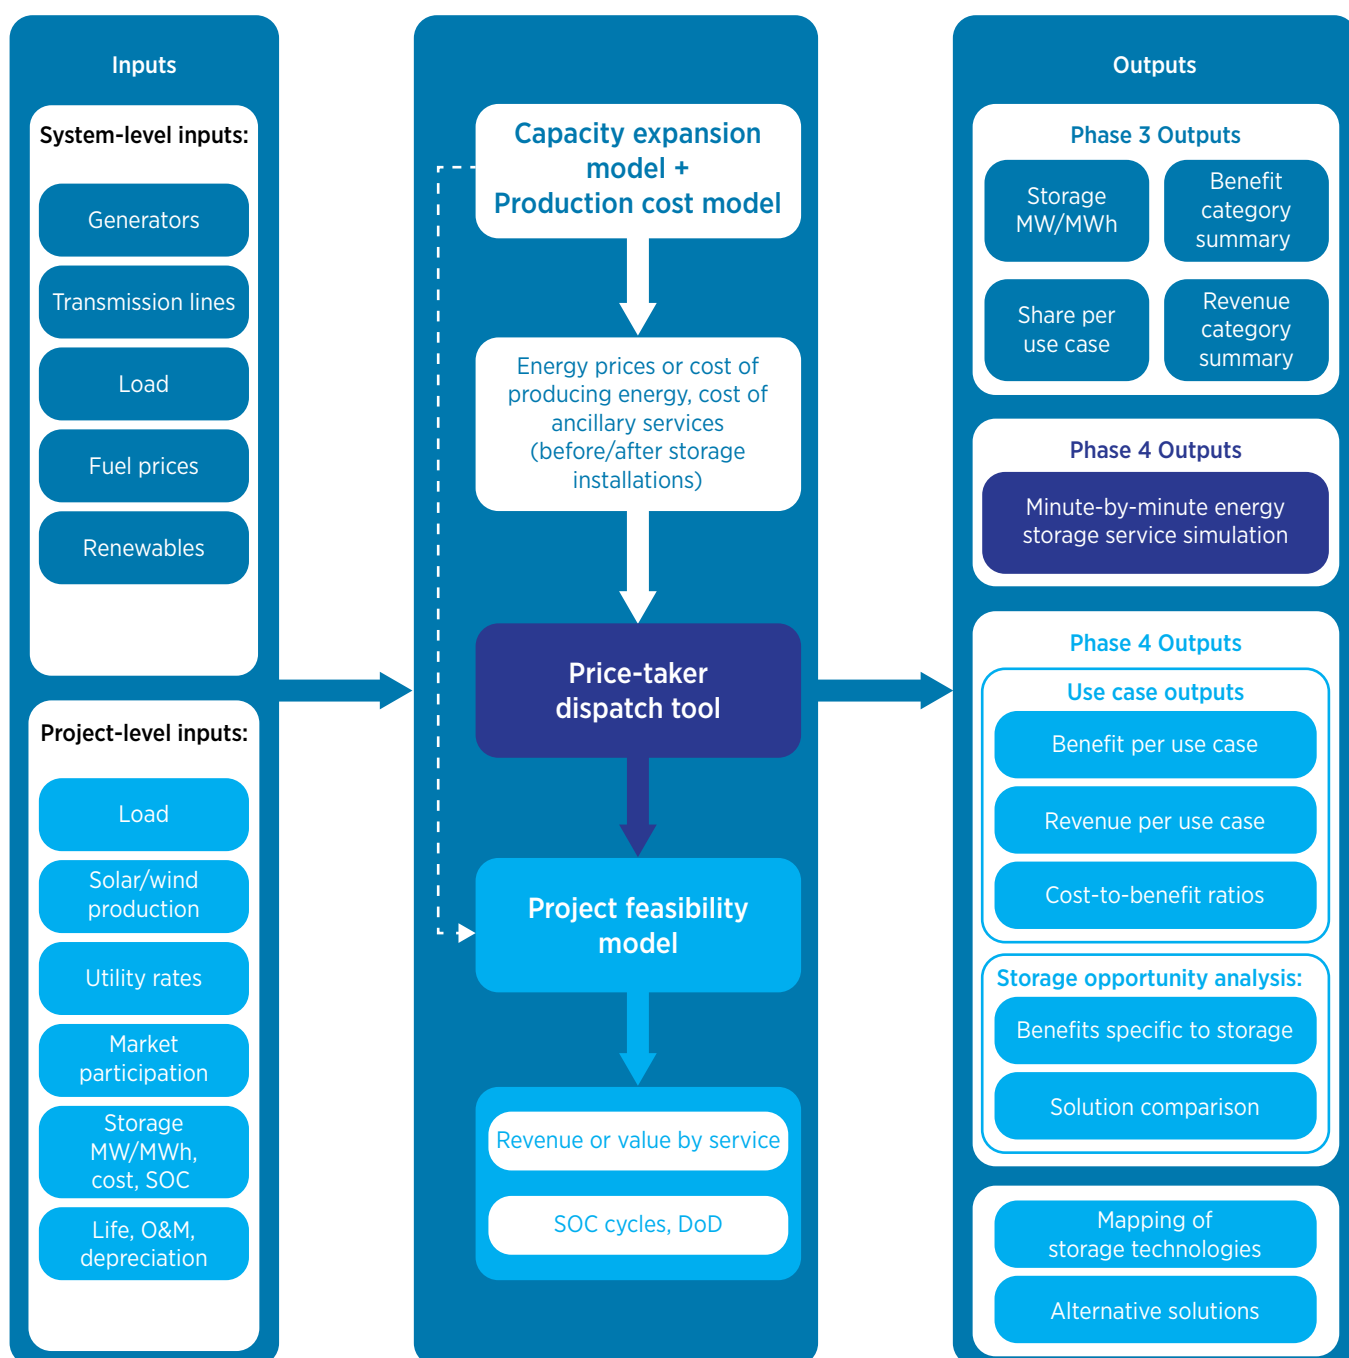 Inputs
System-level inputs:
Generators
Transmission lines
Load
Fuel prices
Renewables
Project-level inputs:
Load
Solar/wind
production
Utility rates
Market
participation
Storage
MW/MWh,
cost, SOC
Life, O&M,
depreciation
Capacity expansion
model +
Production cost model
Energy prices or cost of
producing energy, cost of
ancillary services
(before/after storage
installations)
Price-taker
dispatch tool
Project feasibility
model
Revenue or value by service
SOC cycles, DoD
Outputs
Phase 3 Outputs
Storage
MW/MWh
Benefit
category
summary
Share per
use case
Revenue
category
summary
Phase 4 Outputs
Minute-by-minute energy
storage service simulation
Phase 4 Outputs
Use case outputs
Benefit per use case
Revenue per use case
Cost-to-benefit ratios
Storage opportunity analysis:
Benefits specific to storage
Solution comparison
Mapping of
storage technologies
Alternative solutions